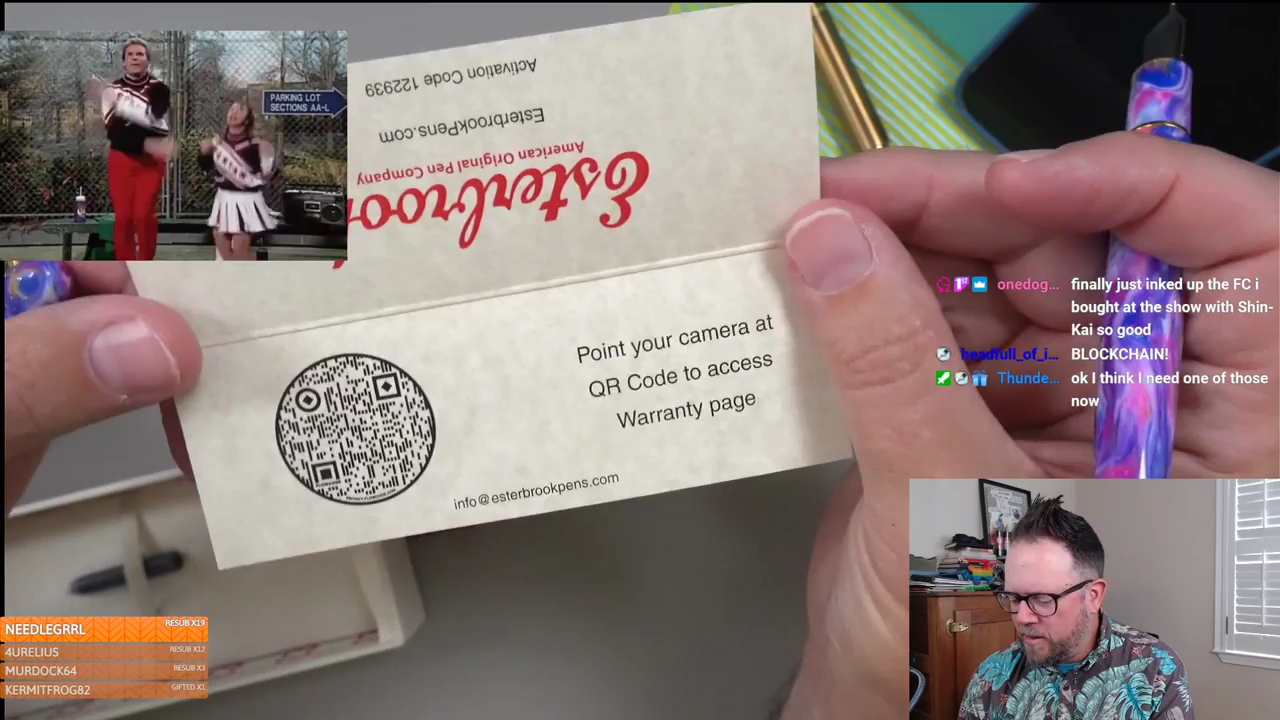 PARKING LOT
SECTIONS AA-L
Activation Code 122939
EsterbrookPens.com
American Original Pen Company
Point your camera at
QR Code to access
Warranty page
info@esterbrookpens.com
onedog... finally just inked up the FC i
bought at the show with Shin-
Kai so good
headfull_of_i... BLOCKCHAIN!
Thunde... ok I think I need one of those
now
NEEDLEGRRL RESUB X19
4URELIUS RESUB X12
MURDOCK64 RESUB X3
KERMITFROG82 GIFTED X1